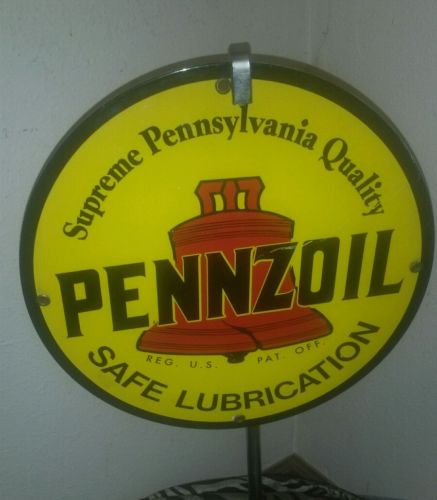 Supreme Pennsylvania Quality
PENNZOIL
REG. U.S. PAT. OFF.
SAFE LUBRICATION